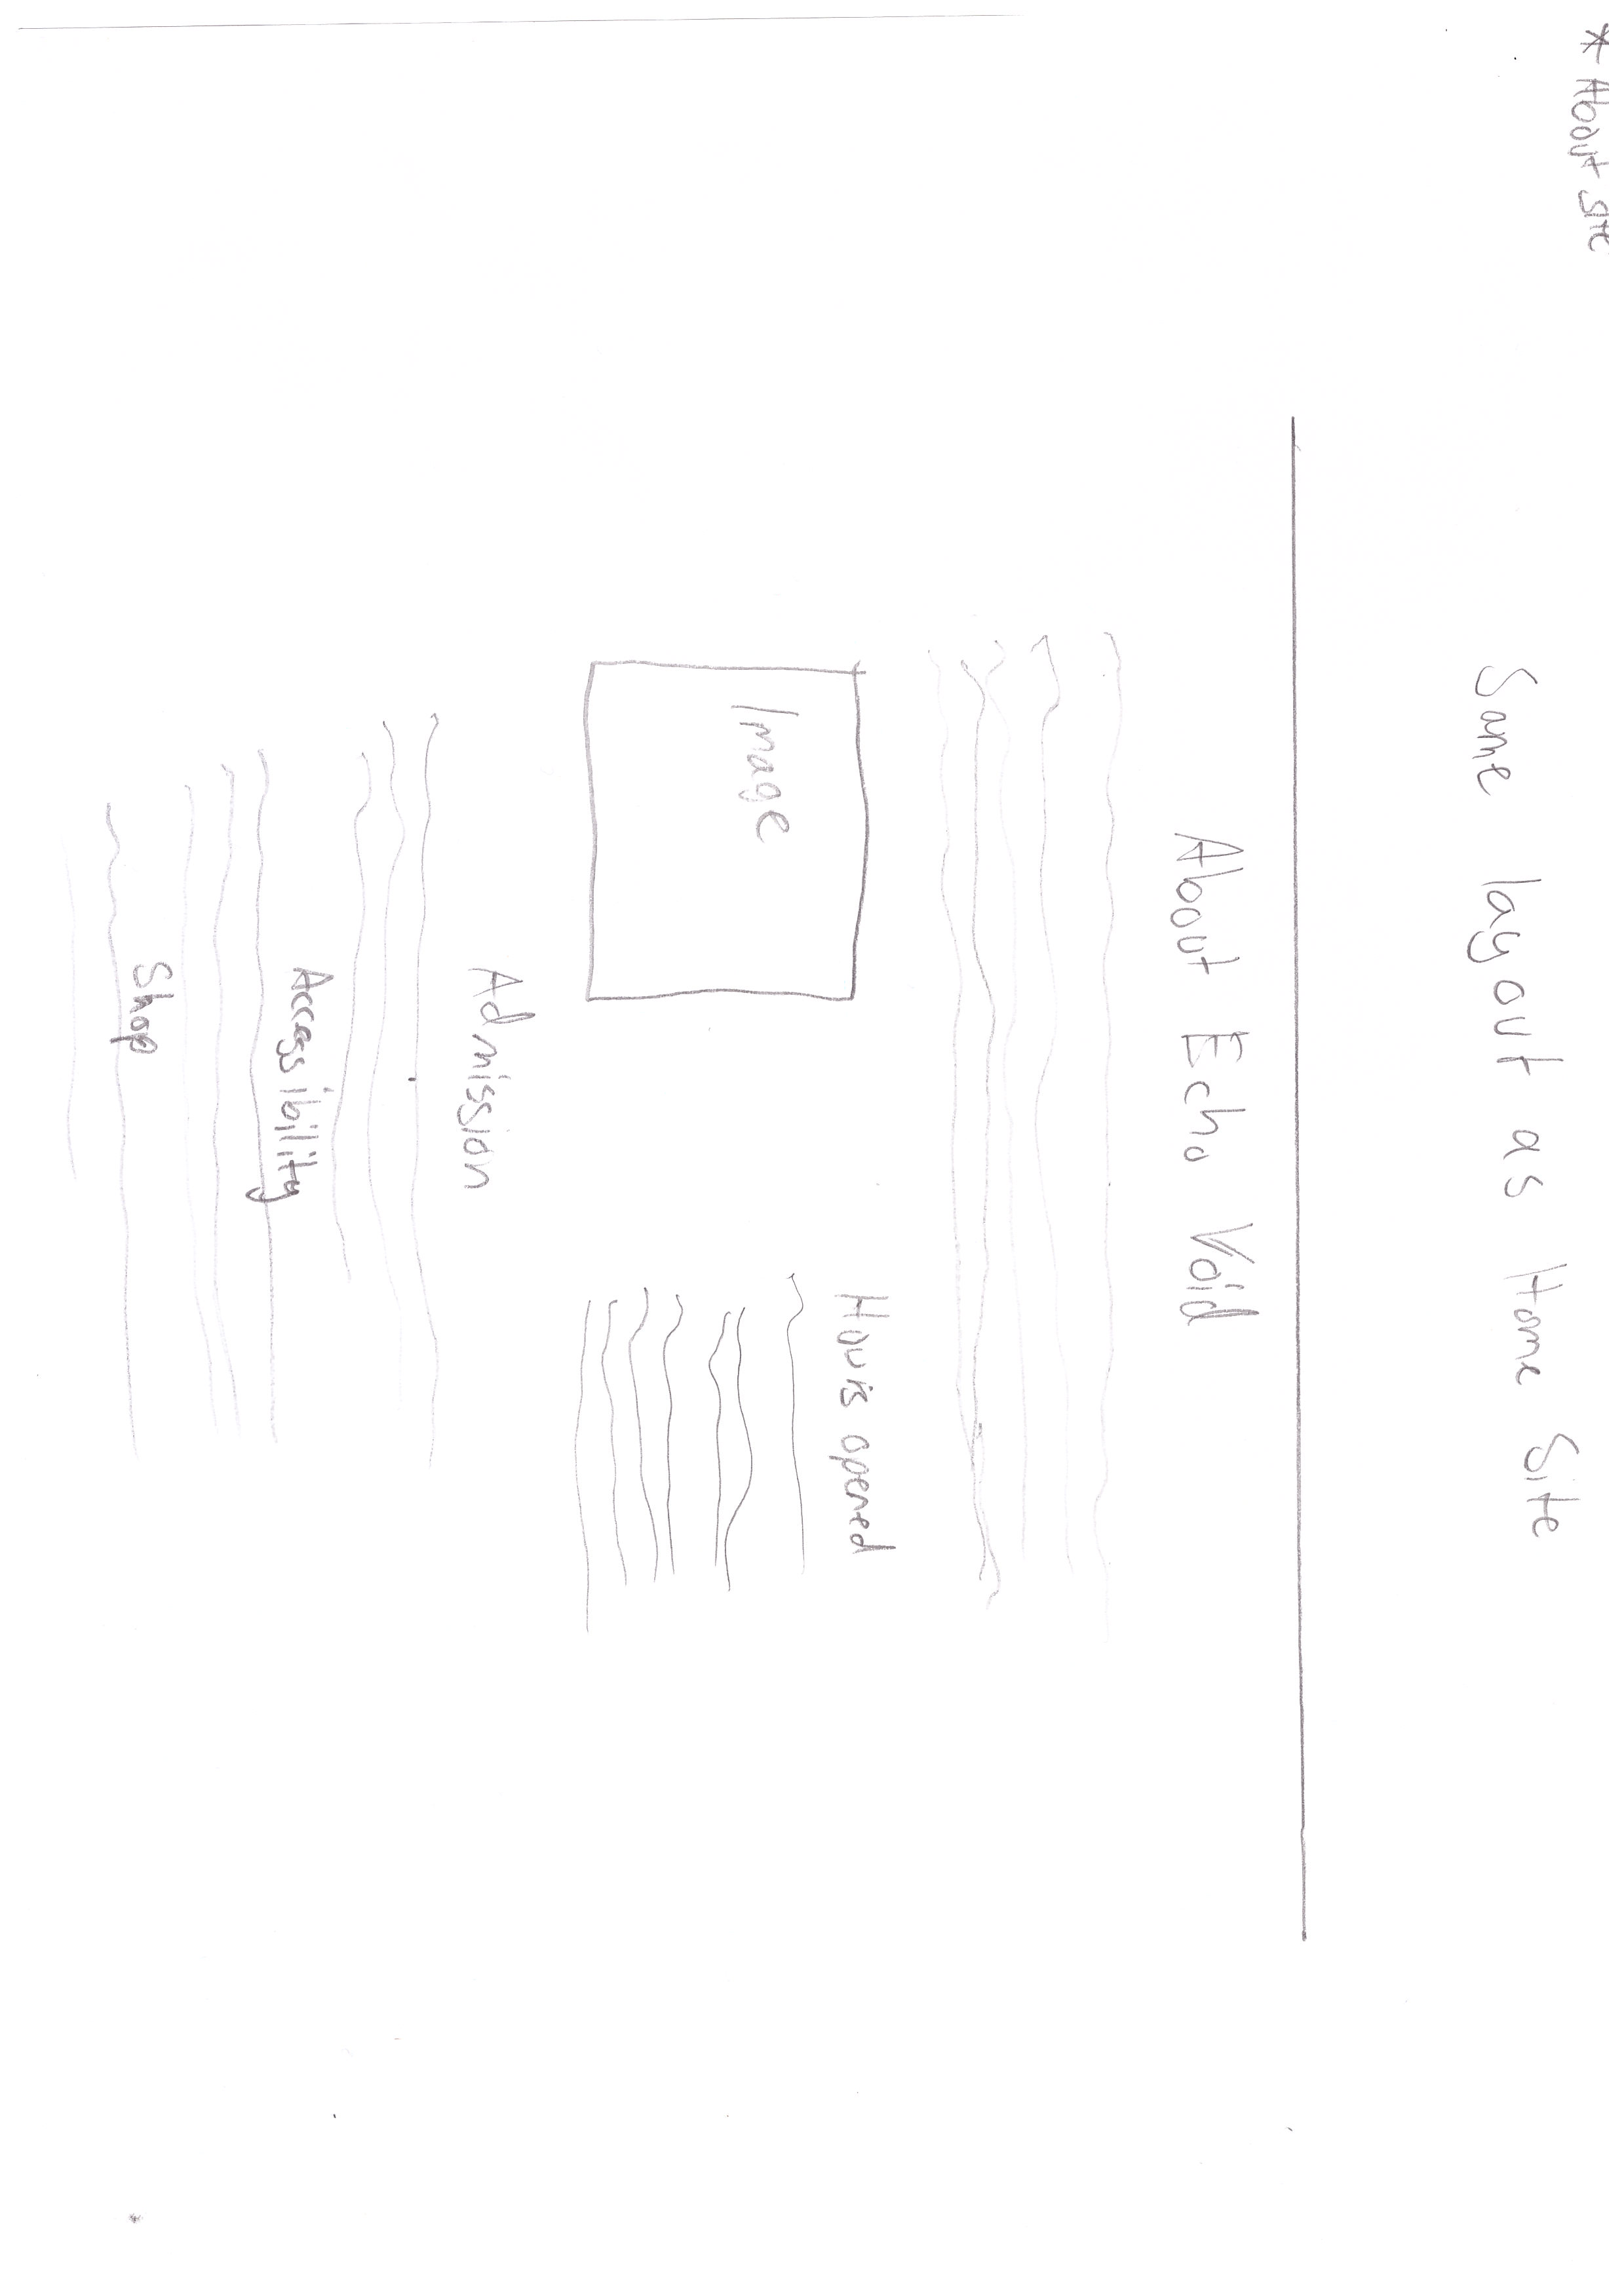 * About site
Same layout as Home Site
About Echo Void
Image
Hours opened
Admission
Accessibility
Shop